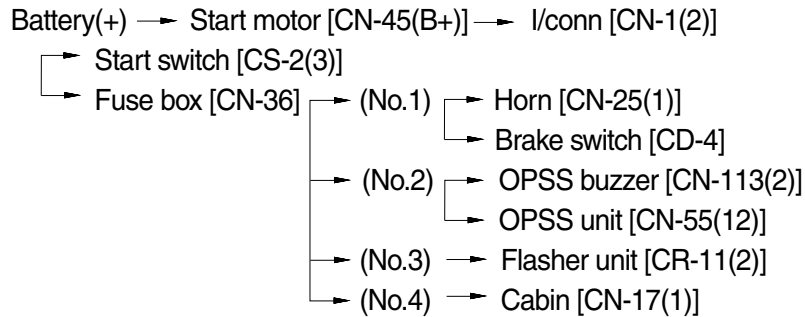 Battery(+) → Start motor [CN-45(B+)] → I/conn [CN-1(2)]
→ Start switch [CS-2(3)]
→ Fuse box [CN-36] → (No.1) → Horn [CN-25(1)]
→ Brake switch [CD-4]
→ (No.2) → OPSS buzzer [CN-113(2)]
→ OPSS unit [CN-55(12)]
→ (No.3) → Flasher unit [CR-11(2)]
→ (No.4) → Cabin [CN-17(1)]